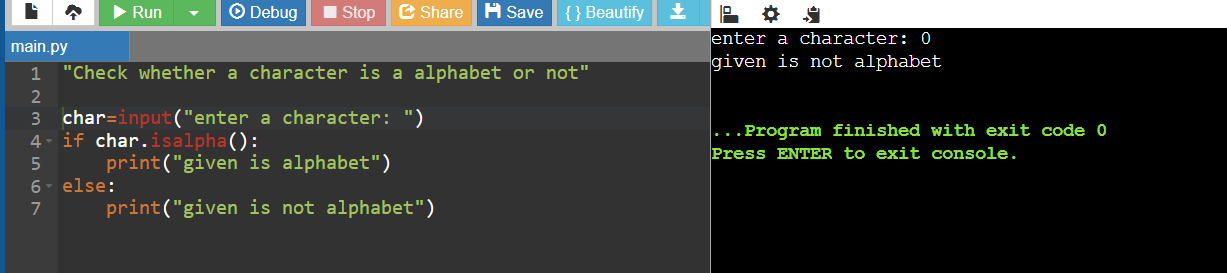 Run Debug Stop Share Save { } Beautify
main.py
1 "Check whether a character is a alphabet or not"
2
3 char=input("enter a character: ")
4 if char.isalpha():
5     print("given is alphabet")
6 else:
7     print("given is not alphabet")
enter a character: 0
given is not alphabet
...Program finished with exit code 0
Press ENTER to exit console.